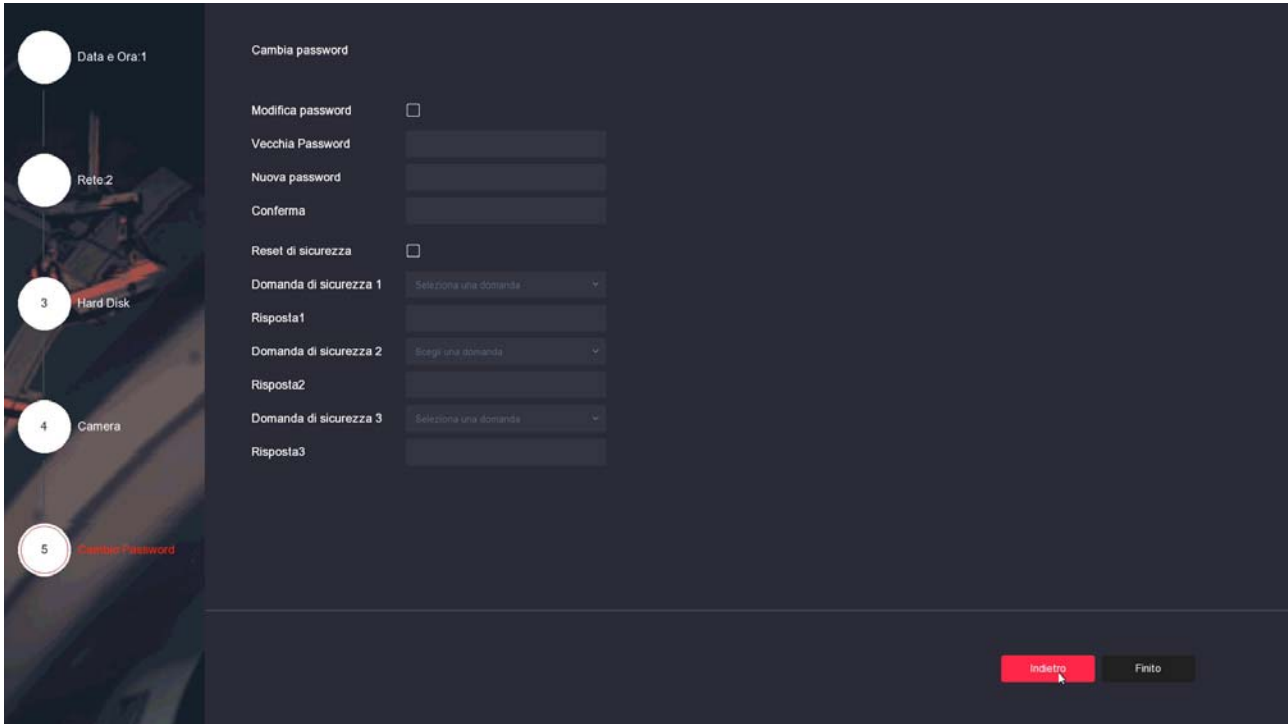 Data e Ora:1
Rete:2
3 Hard Disk
4 Camera
5 Cambio Password
Cambia password
Modifica password
Vecchia Password
Nuova password
Conferma
Reset di sicurezza
Domanda di sicurezza 1 Seleziona una domanda
Risposta1
Domanda di sicurezza 2 Scegli una domanda
Risposta2
Domanda di sicurezza 3 Seleziona una domanda
Risposta3
Indietro Finito